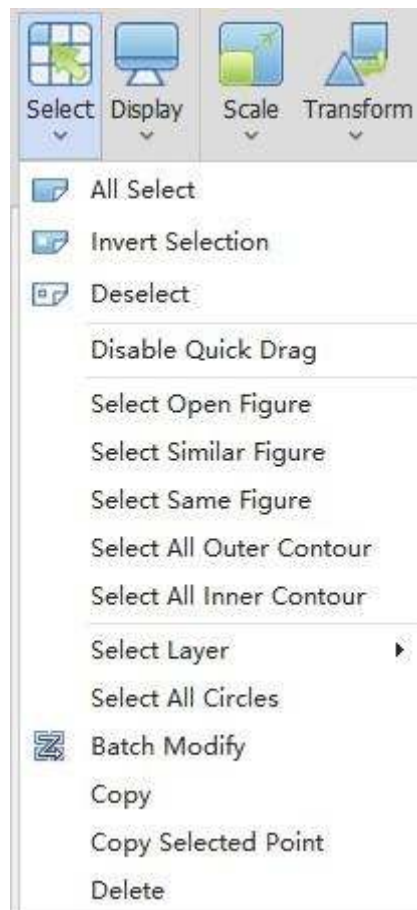 Select Display Scale Transform
All Select
Invert Selection
Deselect
Disable Quick Drag
Select Open Figure
Select Similar Figure
Select Same Figure
Select All Outer Contour
Select All Inner Contour
Select Layer
Select All Circles
Batch Modify
Copy
Copy Selected Point
Delete